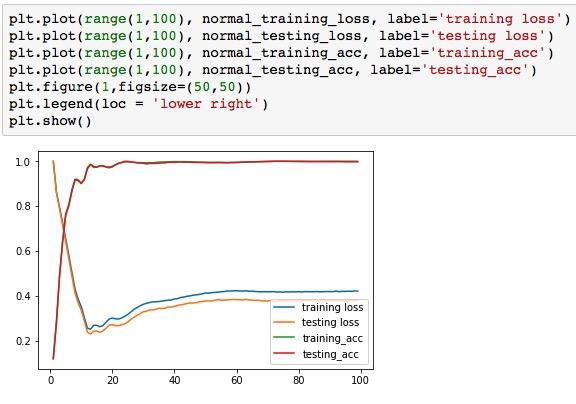 plt.plot(range(1,100), normal_training_loss, label='training loss')
plt.plot(range(1,100), normal_testing_loss, label='testing loss')
plt.plot(range(1,100), normal_training_acc, label='training_acc')
plt.plot(range(1,100), normal_testing_acc, label='testing_acc')
plt.figure(1,figsize=(50,50))
plt.legend(loc = 'lower right')
plt.show()
1.0
0.8
0.6
0.4
0.2
training loss
testing loss
training_acc
testing_acc
0 20 40 60 80 100